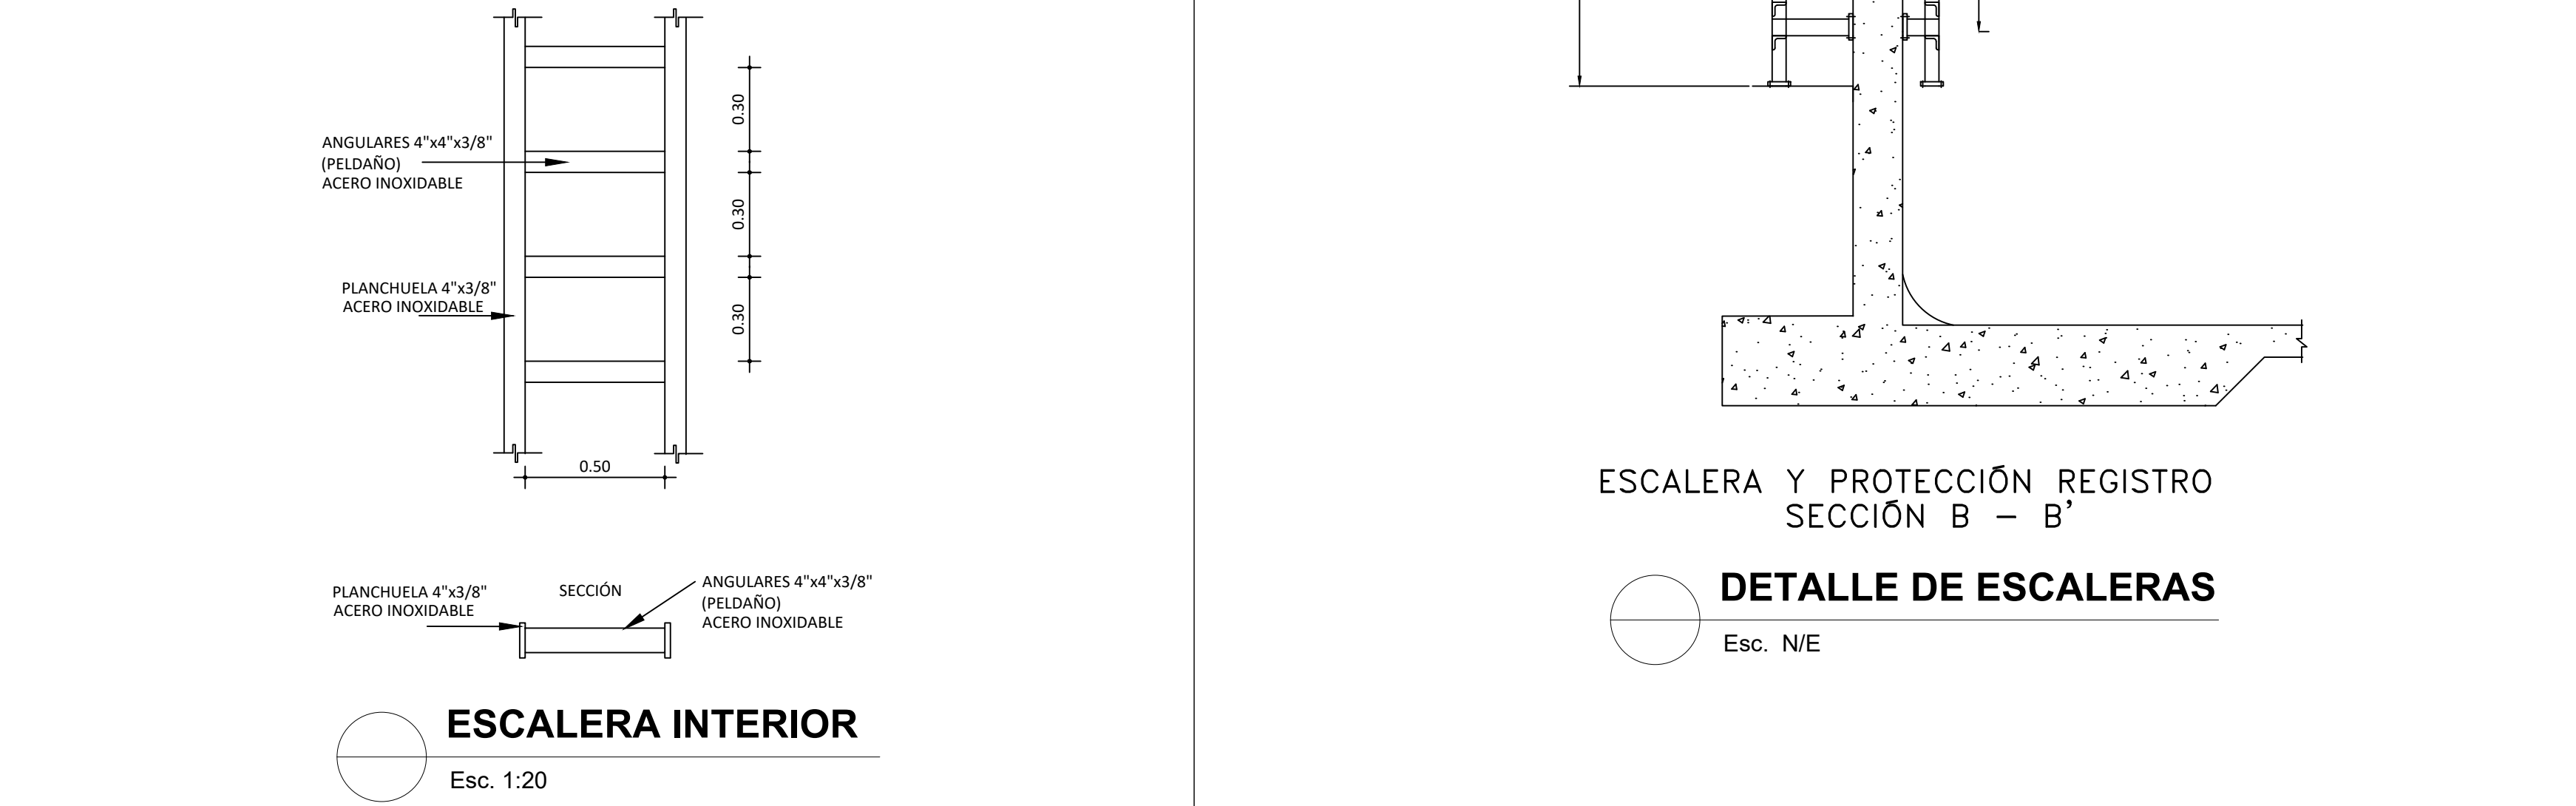 0.30
ANGULARES 4"x4"x3/8"
(PELDAÑO)
ACERO INOXIDABLE
0.30
PLANCHUELA 4"x3/8"
ACERO INOXIDABLE
0.30
0.50
PLANCHUELA 4"x3/8"
ACERO INOXIDABLE
SECCIÓN
ANGULARES 4"x4"x3/8"
(PELDAÑO)
ACERO INOXIDABLE
ESCALERA INTERIOR
Esc. 1:20
ESCALERA Y PROTECCIÓN REGISTRO
SECCIÓN B - B'
DETALLE DE ESCALERAS
Esc. N/E